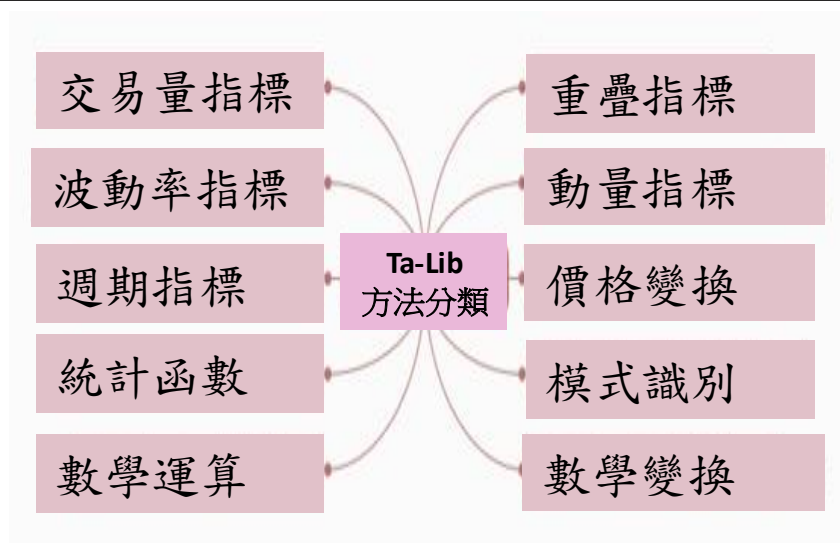 交易量指標
波動率指標
週期指標
統計函數
數學運算
Ta-Lib
方法分類
重疊指標
動量指標
價格變換
模式識別
數學變換